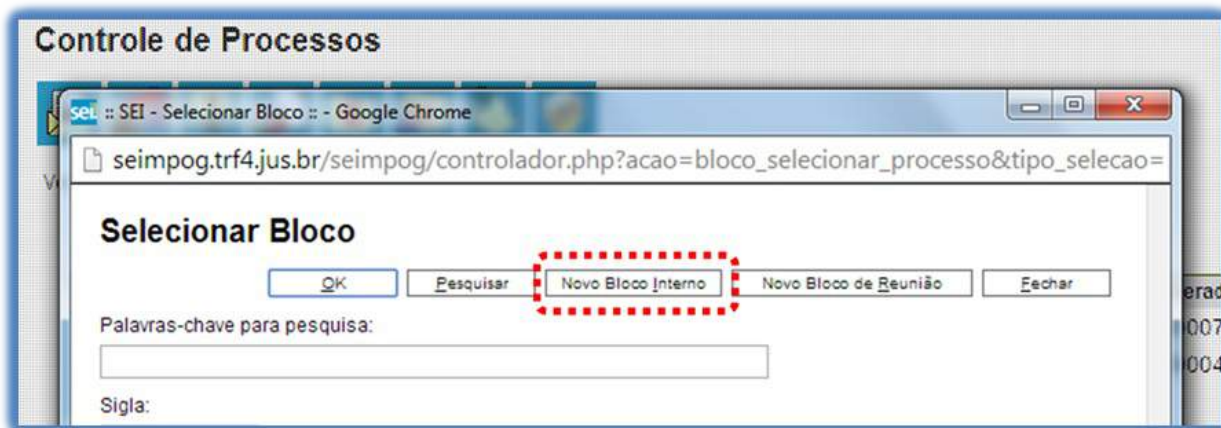 Controle de Processos
sei :: SEI - Selecionar Bloco :: - Google Chrome
seimpog.trf4.jus.br/seimpog/controlador.php?acao=bloco_selecionar_processo&tipo_selecao=
Selecionar Bloco
OK Pesquisar Novo Bloco Interno Novo Bloco de Reunião Fechar
Palavras-chave para pesquisa:
Sigla: